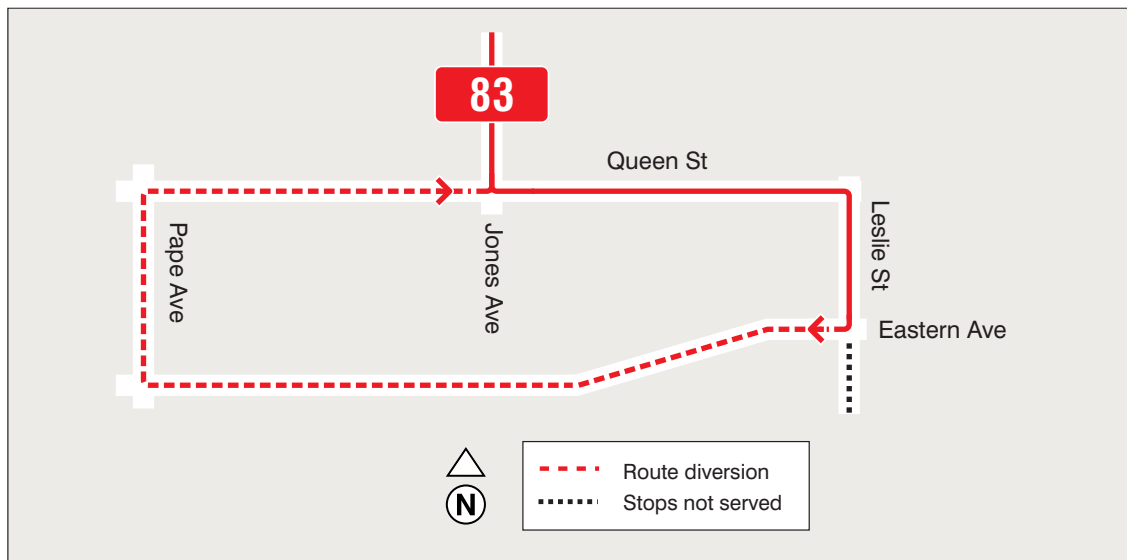 83
Queen St
Pape Ave
Jones Ave
Leslie St
Eastern Ave
N
Route diversion
Stops not served